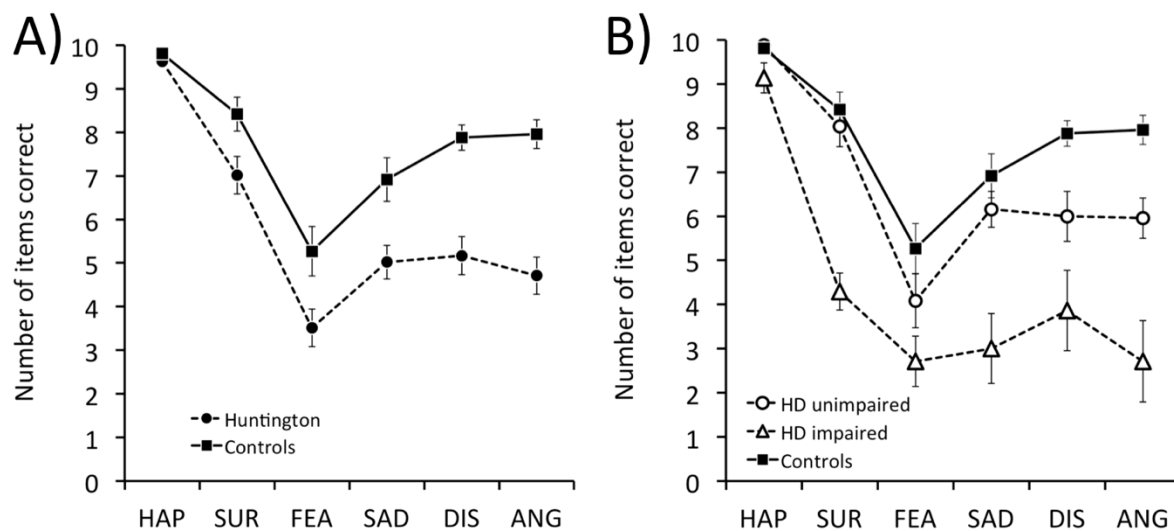 A)
Number of items correct
10
9
8
7
6
5
4
3
2
1
0
Huntington
Controls
HAP SUR FEA SAD DIS ANG
B)
Number of items correct
10
9
8
7
6
5
4
3
2
1
0
HD unimpaired
HD impaired
Controls
HAP SUR FEA SAD DIS ANG